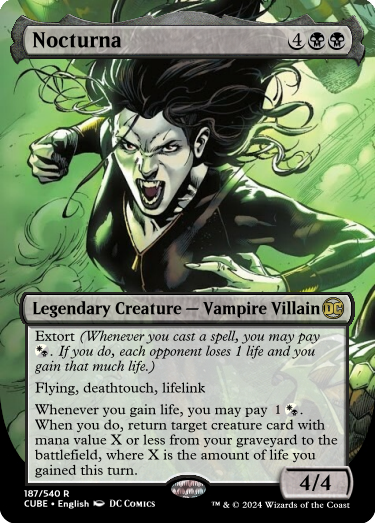 Nocturna 4
Legendary Creature — Vampire Villain DC
Extort (Whenever you cast a spell, you may pay
. If you do, each opponent loses 1 life and you
gain that much life.)
Flying, deathtouch, lifelink
Whenever you gain life, you may pay 1 .
When you do, return target creature card with
mana value X or less from your graveyard to the
battlefield, where X is the amount of life you
gained this turn.
4/4
187/540 R
CUBE • English DC COMICS
™ & © 2024 Wizards of the Coast